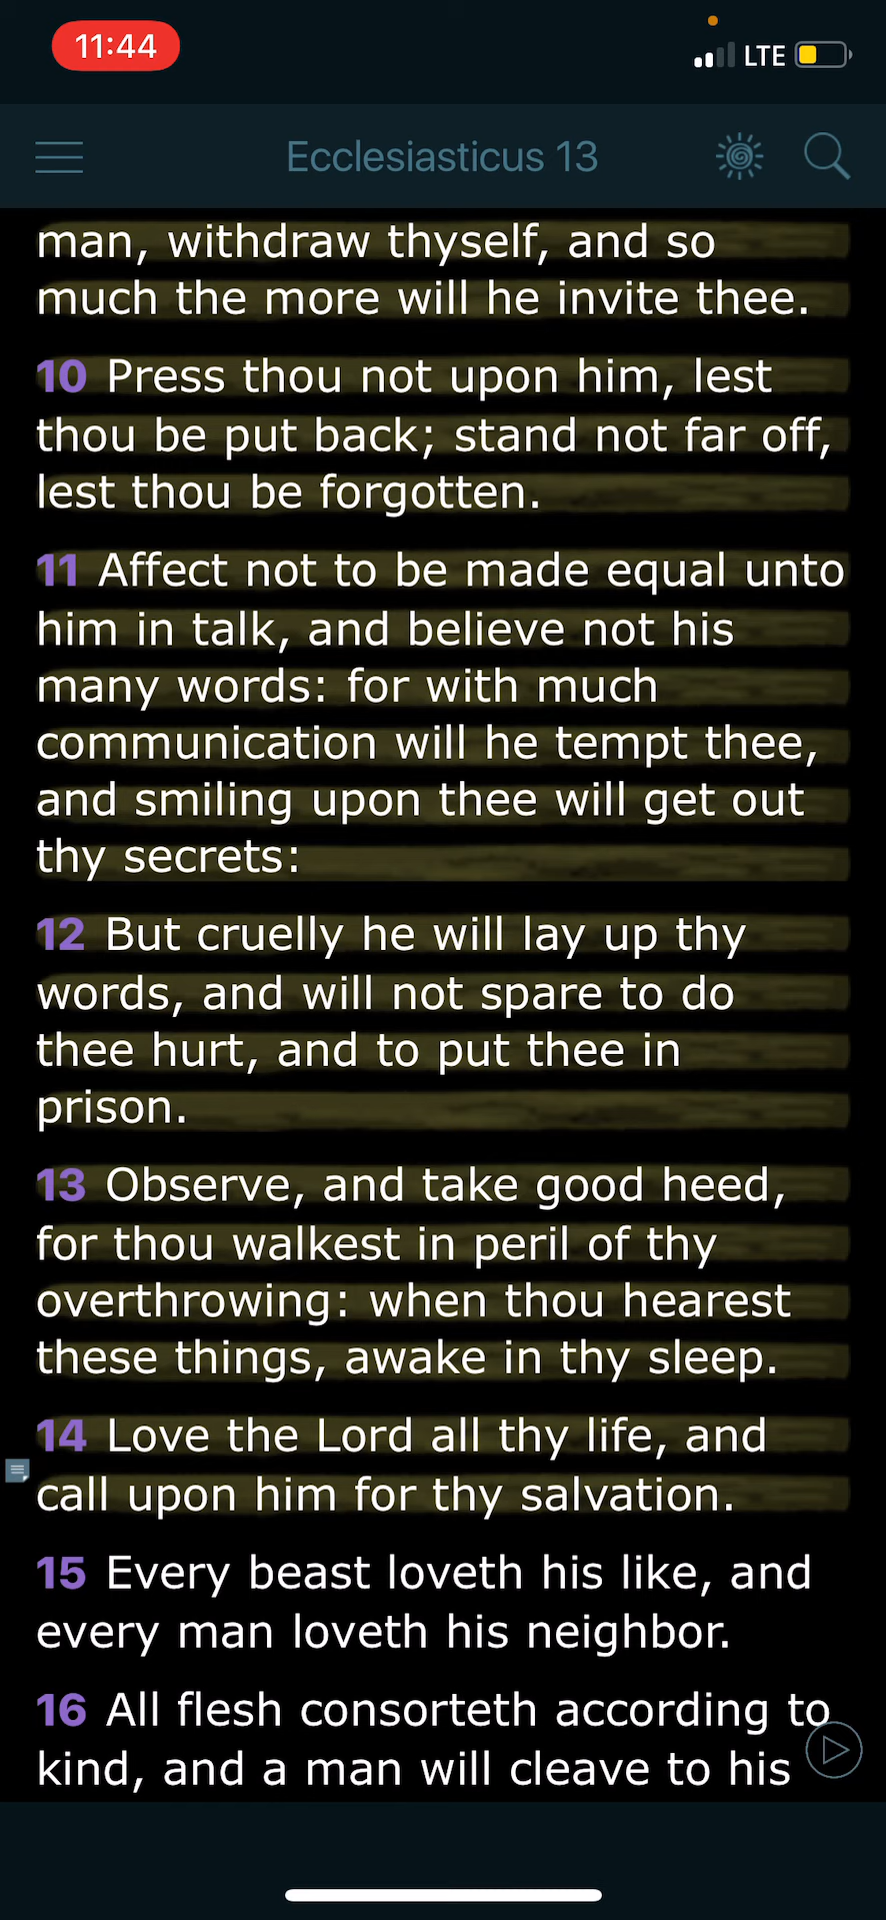 11:44
LTE
Ecclesiasticus 13
man, withdraw thyself, and so
much the more will he invite thee.
10 Press thou not upon him, lest
thou be put back; stand not far off,
lest thou be forgotten.
11 Affect not to be made equal unto
him in talk, and believe not his
many words: for with much
communication will he tempt thee,
and smiling upon thee will get out
thy secrets:
12 But cruelly he will lay up thy
words, and will not spare to do
thee hurt, and to put thee in
prison.
13 Observe, and take good heed,
for thou walkest in peril of thy
overthrowing: when thou hearest
these things, awake in thy sleep.
14 Love the Lord all thy life, and
call upon him for thy salvation.
15 Every beast loveth his like, and
every man loveth his neighbor.
16 All flesh consorteth according to
kind, and a man will cleave to his